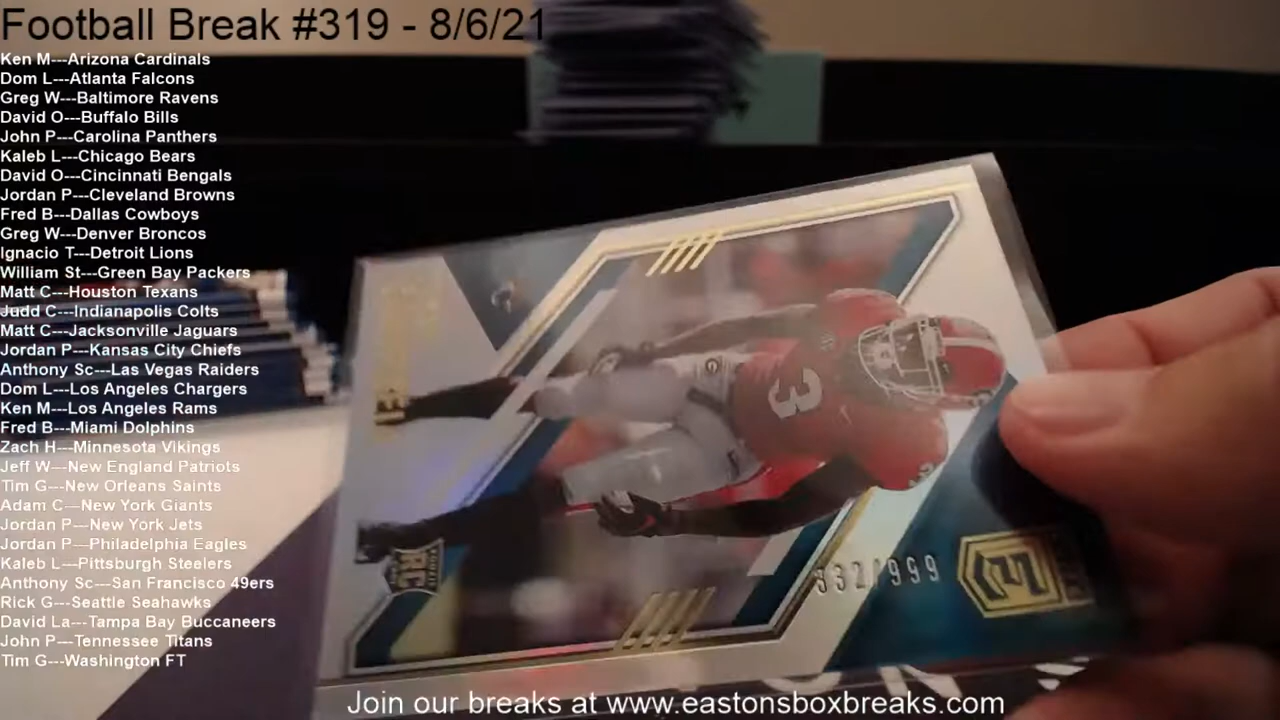 Football Break #319 - 8/6/21
Ken M---Arizona Cardinals
Dom L---Atlanta Falcons
Greg W---Baltimore Ravens
David O---Buffalo Bills
John P---Carolina Panthers
Kaleb L---Chicago Bears
David O---Cincinnati Bengals
Jordan P---Cleveland Browns
Fred B---Dallas Cowboys
Greg W---Denver Broncos
Ignacio T---Detroit Lions
William St---Green Bay Packers
Matt C---Houston Texans
Judd C---Indianapolis Colts
Matt C---Jacksonville Jaguars
Jordan P---Kansas City Chiefs
Anthony Sc---Las Vegas Raiders
Dom L---Los Angeles Chargers
Ken M---Los Angeles Rams
Fred B---Miami Dolphins
Zach H---Minnesota Vikings
Jeff W---New England Patriots
Tim G---New Orleans Saints
Adam C---New York Giants
Jordan P---New York Jets
Jordan P---Philadelphia Eagles
Kaleb L---Pittsburgh Steelers
Anthony Sc---San Francisco 49ers
Rick G---Seattle Seahawks
David La---Tampa Bay Buccaneers
John P---Tennessee Titans
Tim G---Washington FT
3
G
RC
932/999
Join our breaks at www.eastonsboxbreaks.com